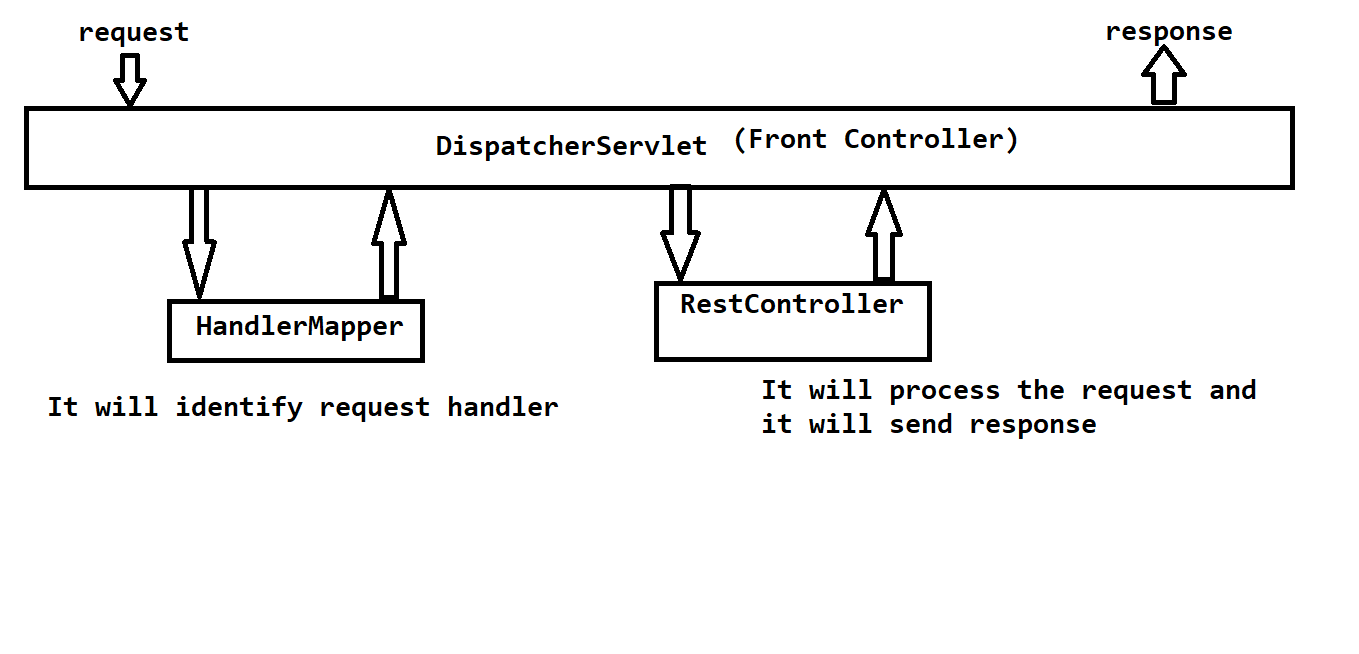 request
response
DispatcherServlet (Front Controller)
HandlerMapper
RestController
It will identify request handler
It will process the request and
it will send response